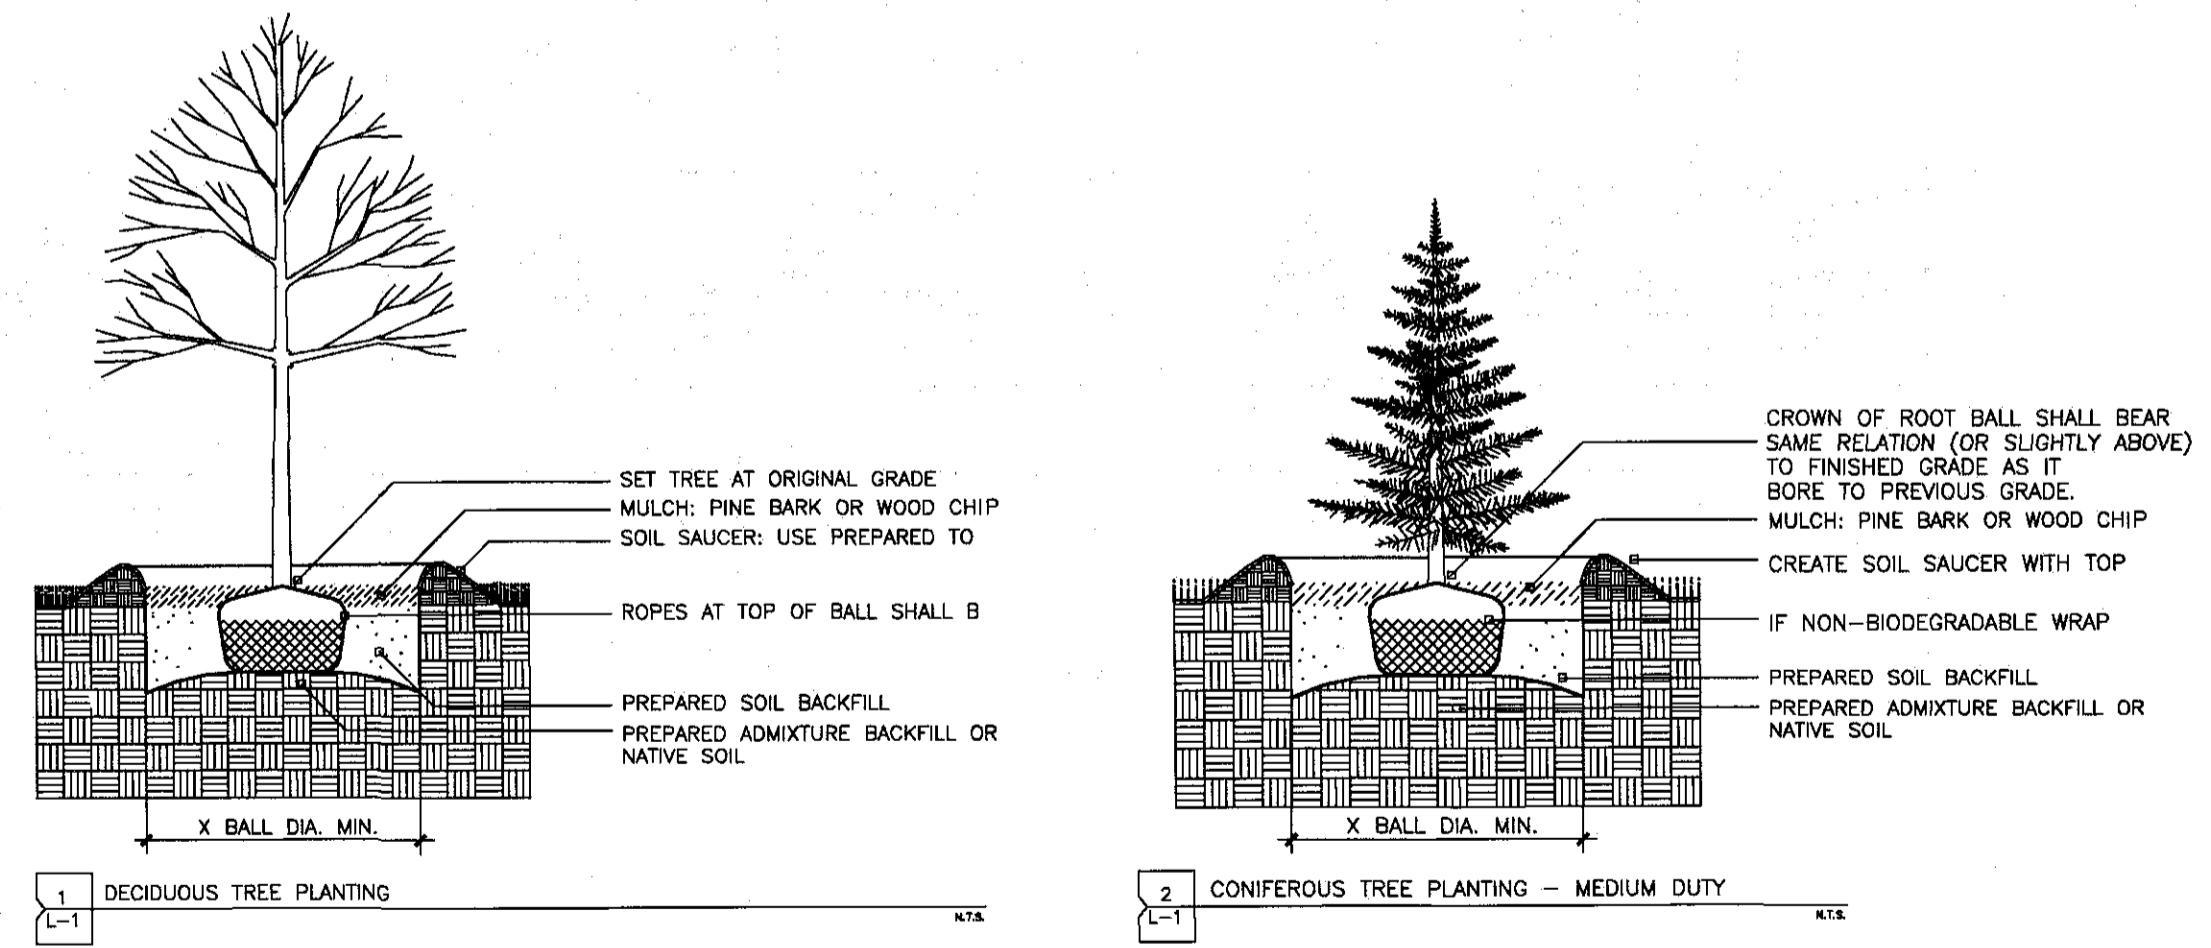 SET TREE AT ORIGINAL GRADE
MULCH: PINE BARK OR WOOD CHIP
SOIL SAUCER: USE PREPARED TO
ROPES AT TOP OF BALL SHALL B
PREPARED SOIL BACKFILL
PREPARED ADMIXTURE BACKFILL OR
NATIVE SOIL
X BALL DIA. MIN.
1
L-1
DECIDUOUS TREE PLANTING
N.T.S.
CROWN OF ROOT BALL SHALL BEAR
SAME RELATION (OR SLIGHTLY ABOVE)
TO FINISHED GRADE AS IT
BORE TO PREVIOUS GRADE.
MULCH: PINE BARK OR WOOD CHIP
CREATE SOIL SAUCER WITH TOP
IF NON-BIODEGRADABLE WRAP
PREPARED SOIL BACKFILL
PREPARED ADMIXTURE BACKFILL OR
NATIVE SOIL
X BALL DIA. MIN.
2
L-1
CONIFEROUS TREE PLANTING - MEDIUM DUTY
N.T.S.